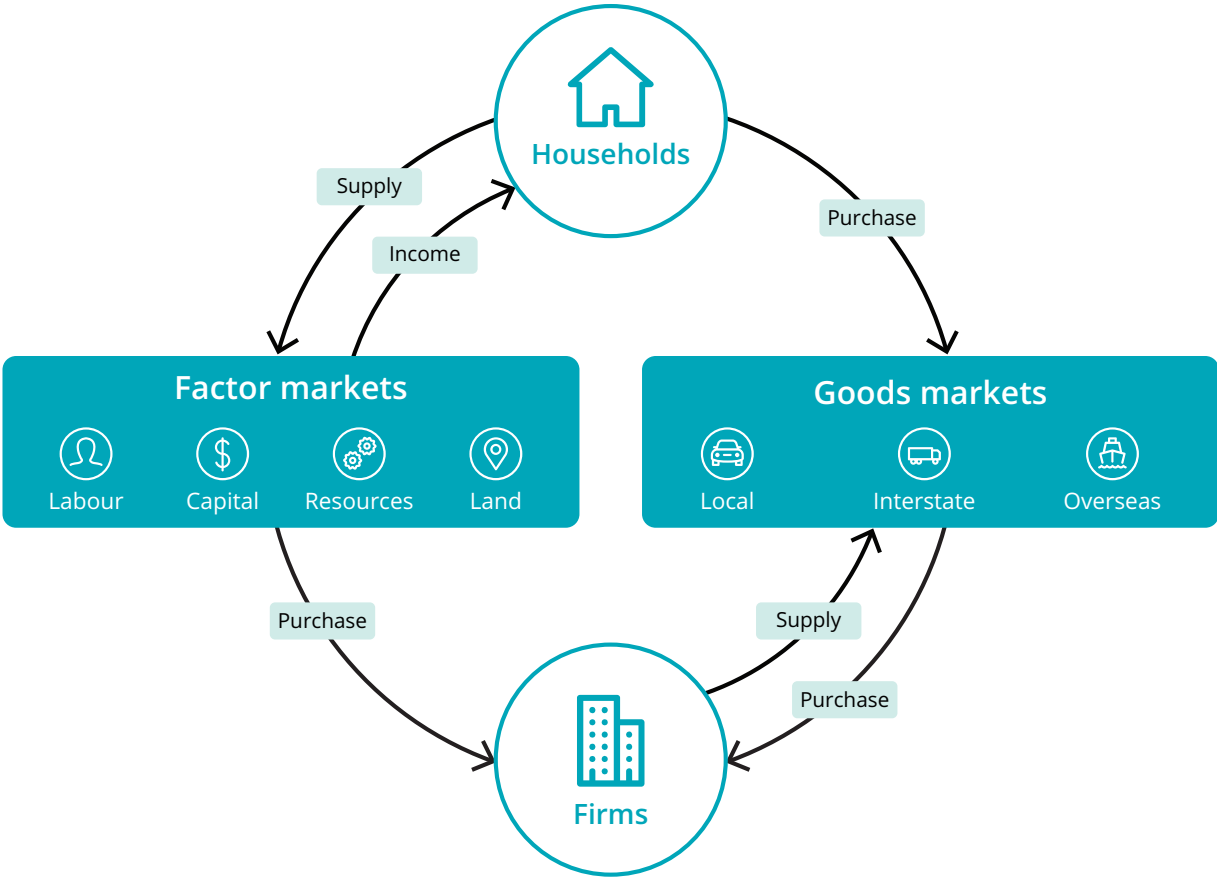 Households
Supply
Income
Purchase
Factor markets
Labour
Capital
Resources
Land
Goods markets
Local
Interstate
Overseas
Purchase
Supply
Purchase
Firms